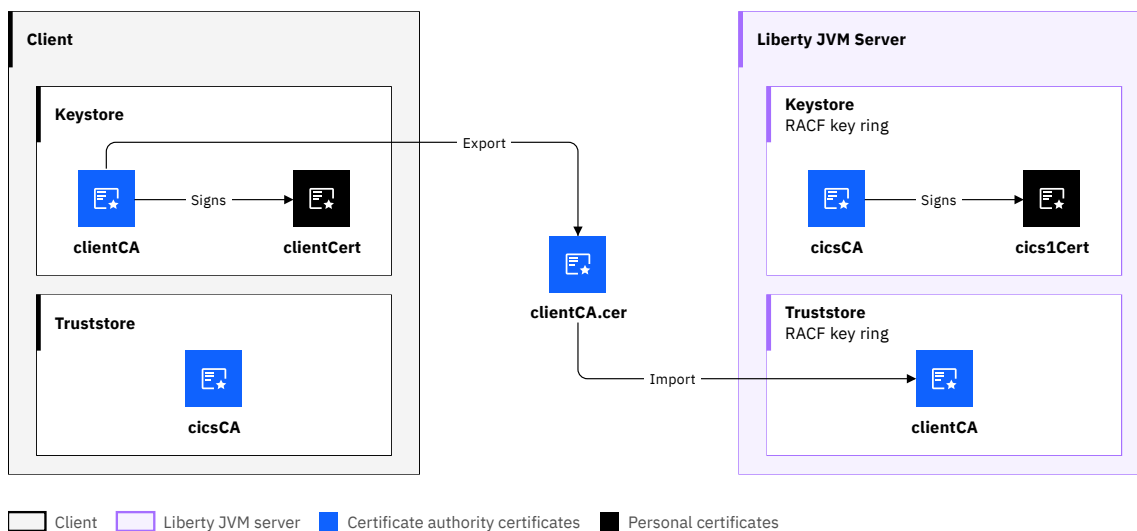 Client
Keystore
Export
Signs
clientCA
clientCert
Truststore
cicsCA
clientCA.cer
Import
Liberty JVM Server
Keystore
RACF key ring
Signs
cicsCA
cics1Cert
Truststore
RACF key ring
clientCA
Client
Liberty JVM server
Certificate authority certificates
Personal certificates